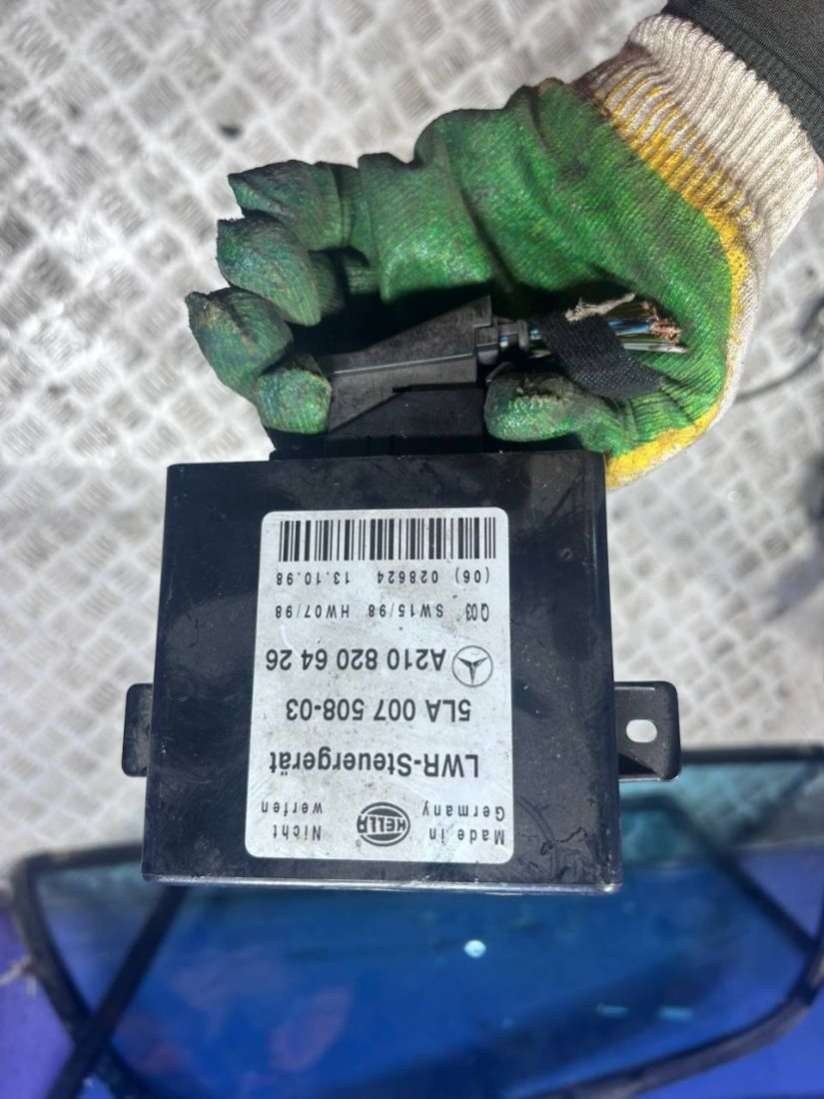 Made in Germany
HELLA
Nicht werfen
LWR-Steuergerät
5LA 007 508-03
A210 820 64 26
Q03 SW15/98 HW07/98
(06) 028624 13.10.98